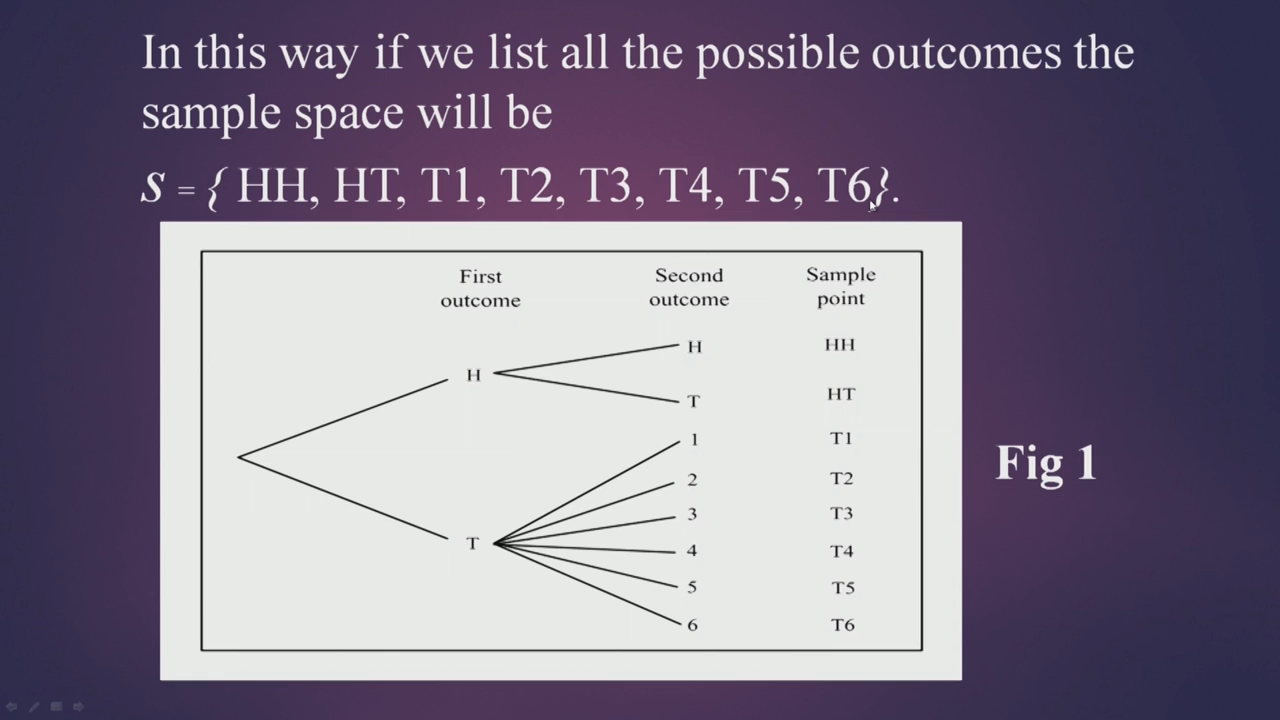 In this way if we list all the possible outcomes the
sample space will be
S = { HH, HT, T1, T2, T3, T4, T5, T6}.
First outcome
Second outcome
Sample point
H
H
HH
T
HT
T
1
T1
2
T2
3
T3
4
T4
5
T5
6
T6
Fig 1